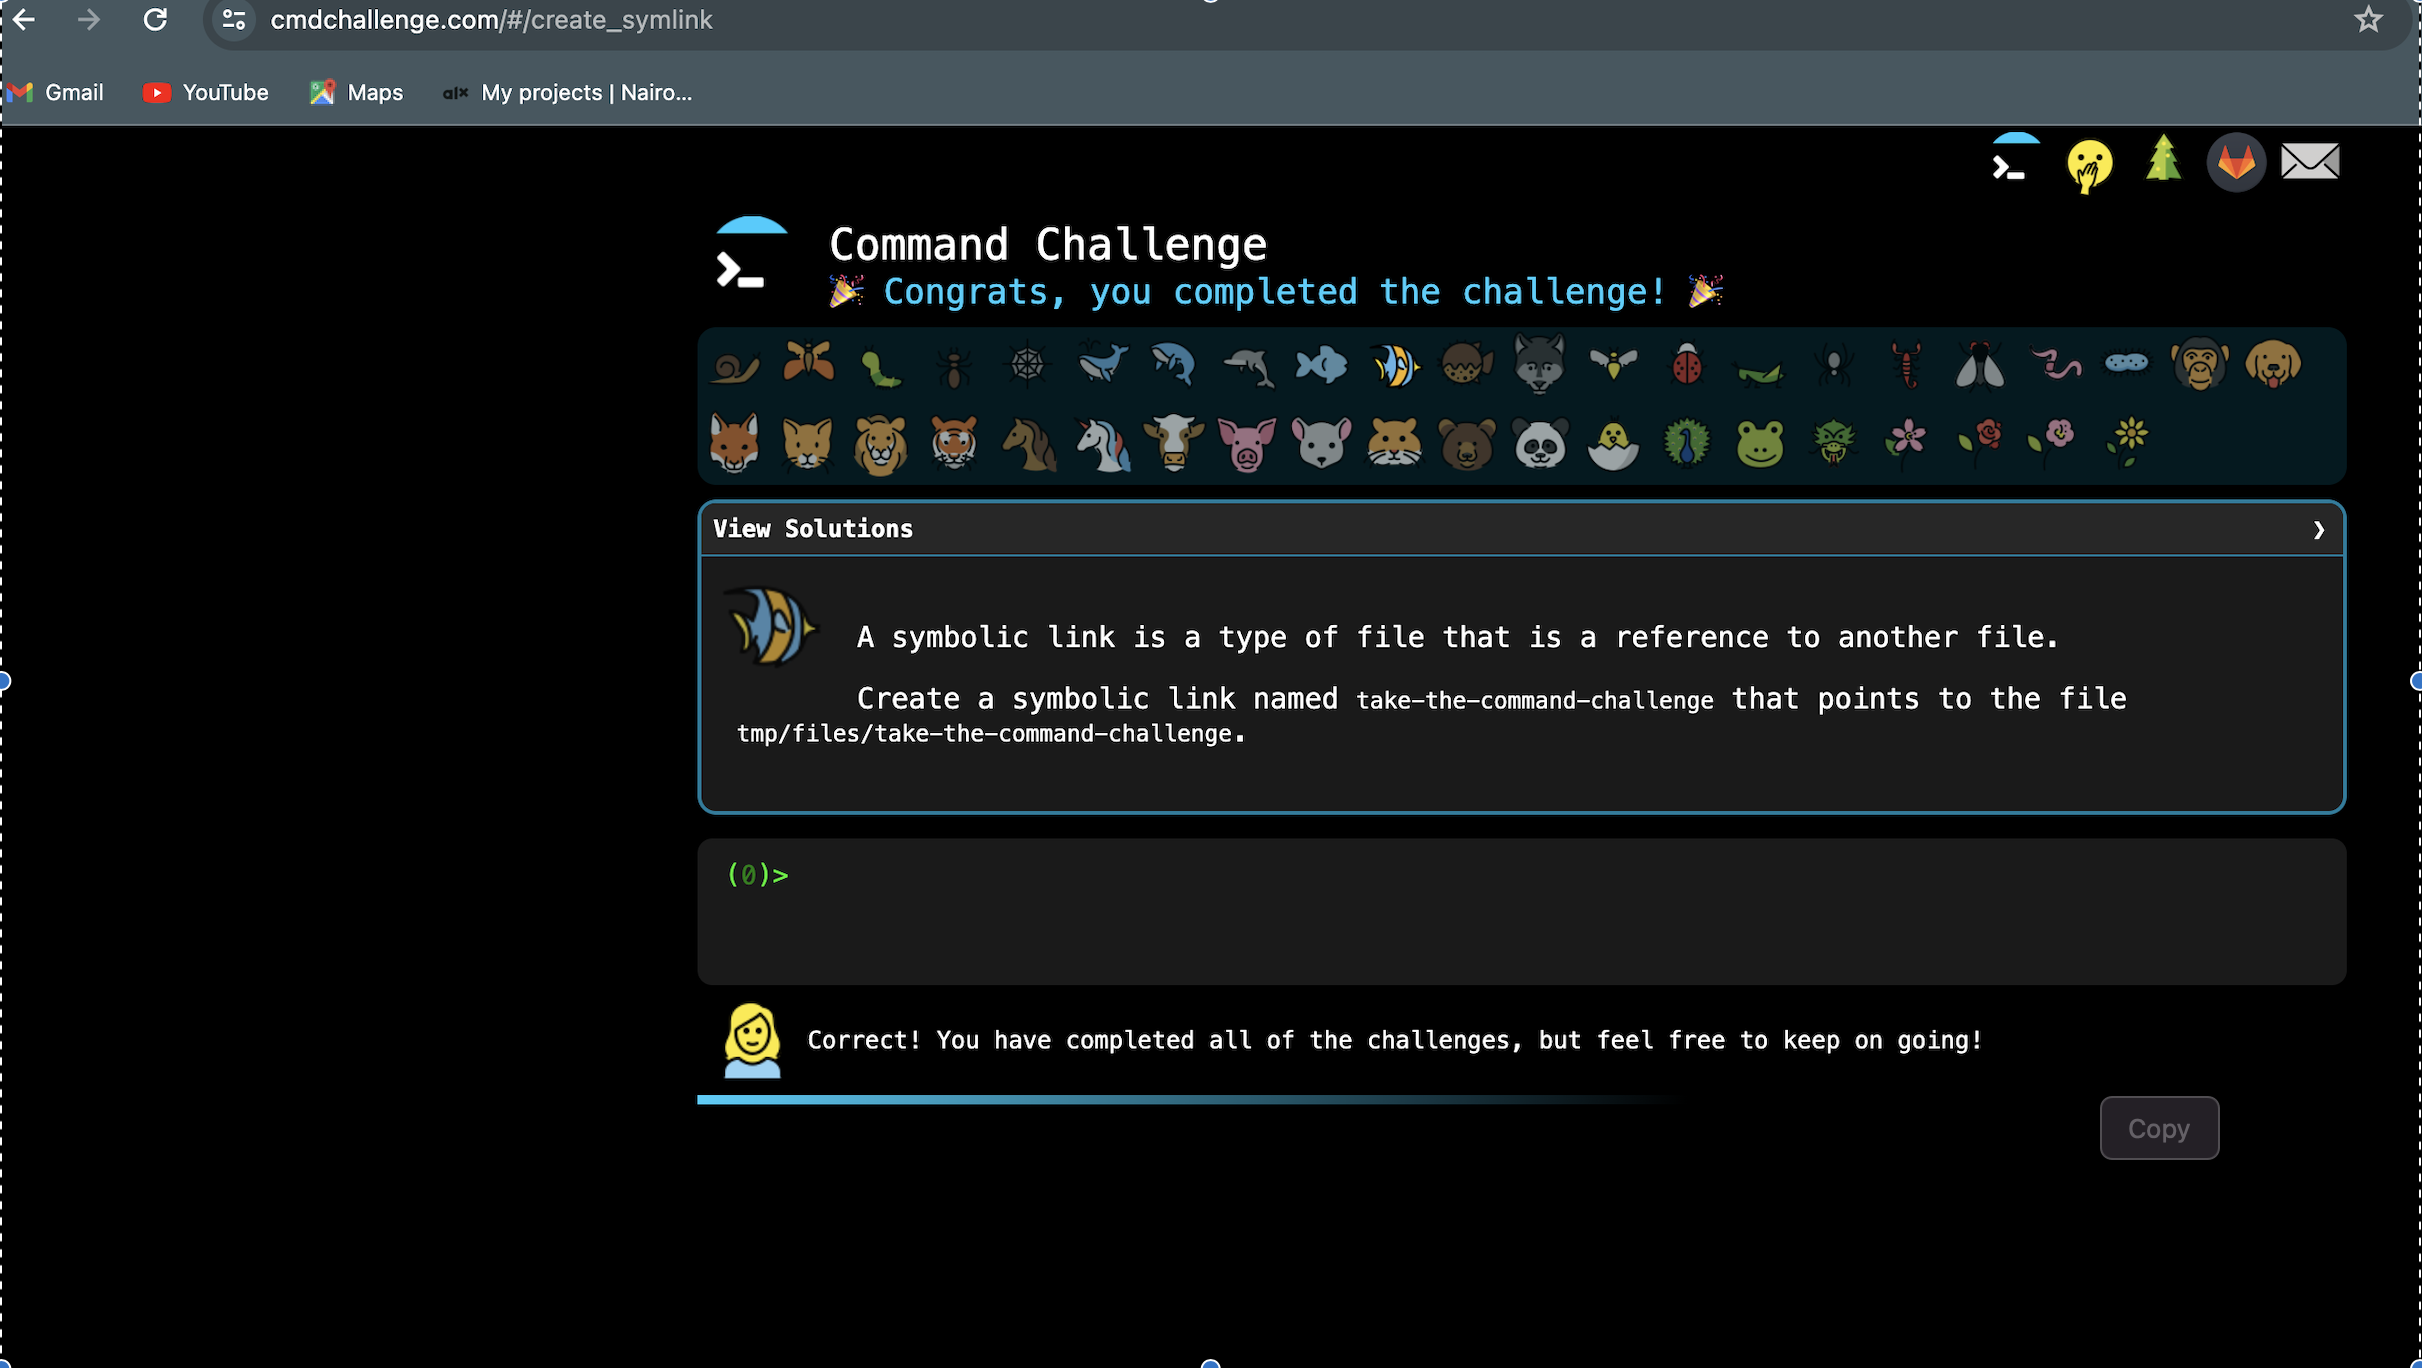 cmdchallenge.com/#/create_symlink
Gmail YouTube Maps alx My projects | Nairo...
Command Challenge
🎉 Congrats, you completed the challenge! 🎉
View Solutions ❯
A symbolic link is a type of file that is a reference to another file.
Create a symbolic link named take-the-command-challenge that points to the file
tmp/files/take-the-command-challenge.
(0)>
Correct! You have completed all of the challenges, but feel free to keep on going!
Copy